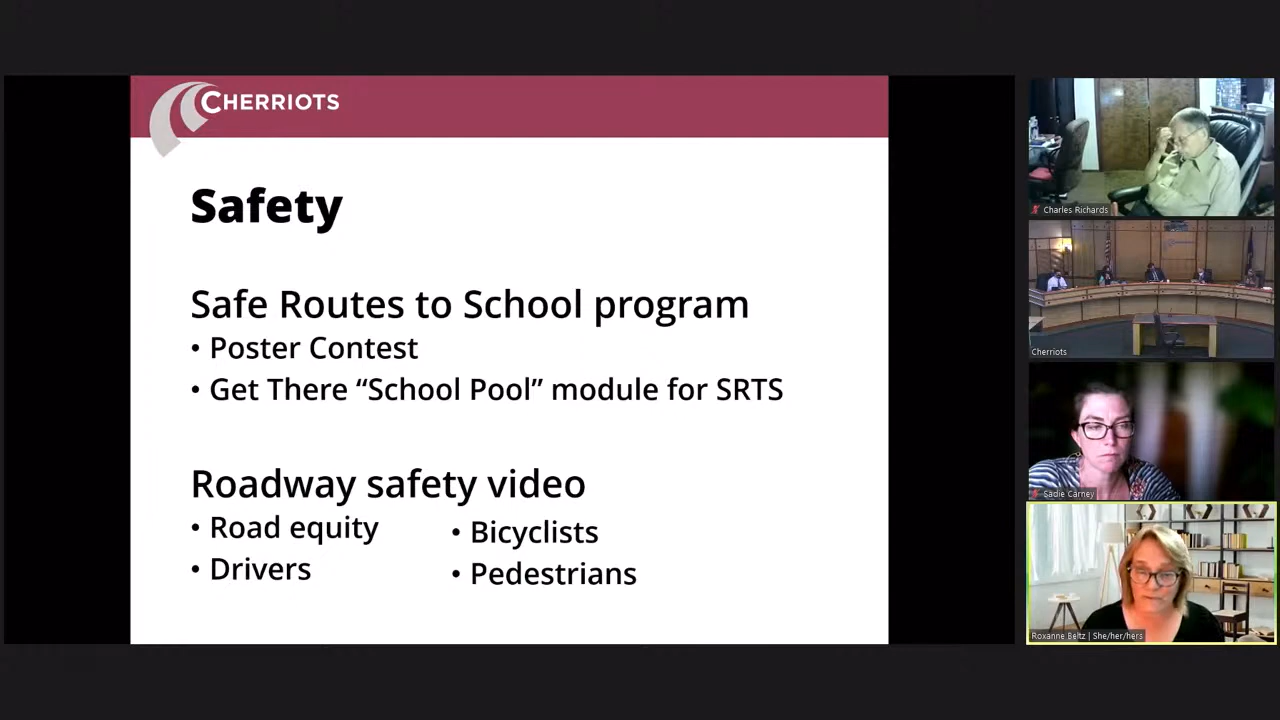 CHERRIOTS
Safety
Safe Routes to School program
• Poster Contest
• Get There “School Pool” module for SRTS
Roadway safety video
• Road equity
• Drivers
• Bicyclists
• Pedestrians
Charles Richards
Cherriots
Sadie Carney
Roxanne Beltz | She/her/hers